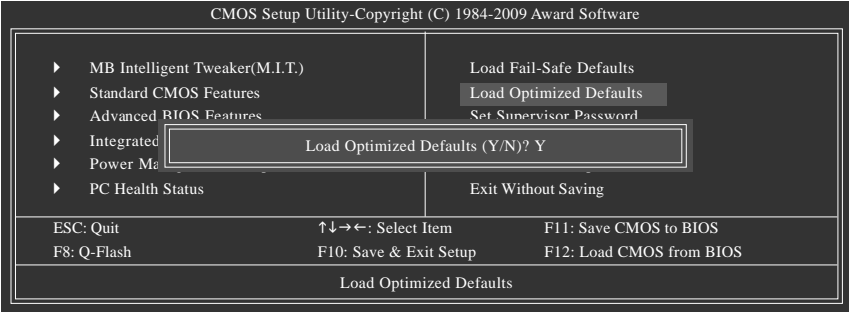 CMOS Setup Utility-Copyright (C) 1984-2009 Award Software
MB Intelligent Tweaker(M.I.T.)
Standard CMOS Features
Advanced BIOS Features
Integrated
Power Ma
PC Health Status
Load Fail-Safe Defaults
Load Optimized Defaults
Set Supervisor Password
Exit Without Saving
Load Optimized Defaults (Y/N)? Y
ESC: Quit ↑↓→←: Select Item F11: Save CMOS to BIOS
F8: Q-Flash F10: Save & Exit Setup F12: Load CMOS from BIOS
Load Optimized Defaults